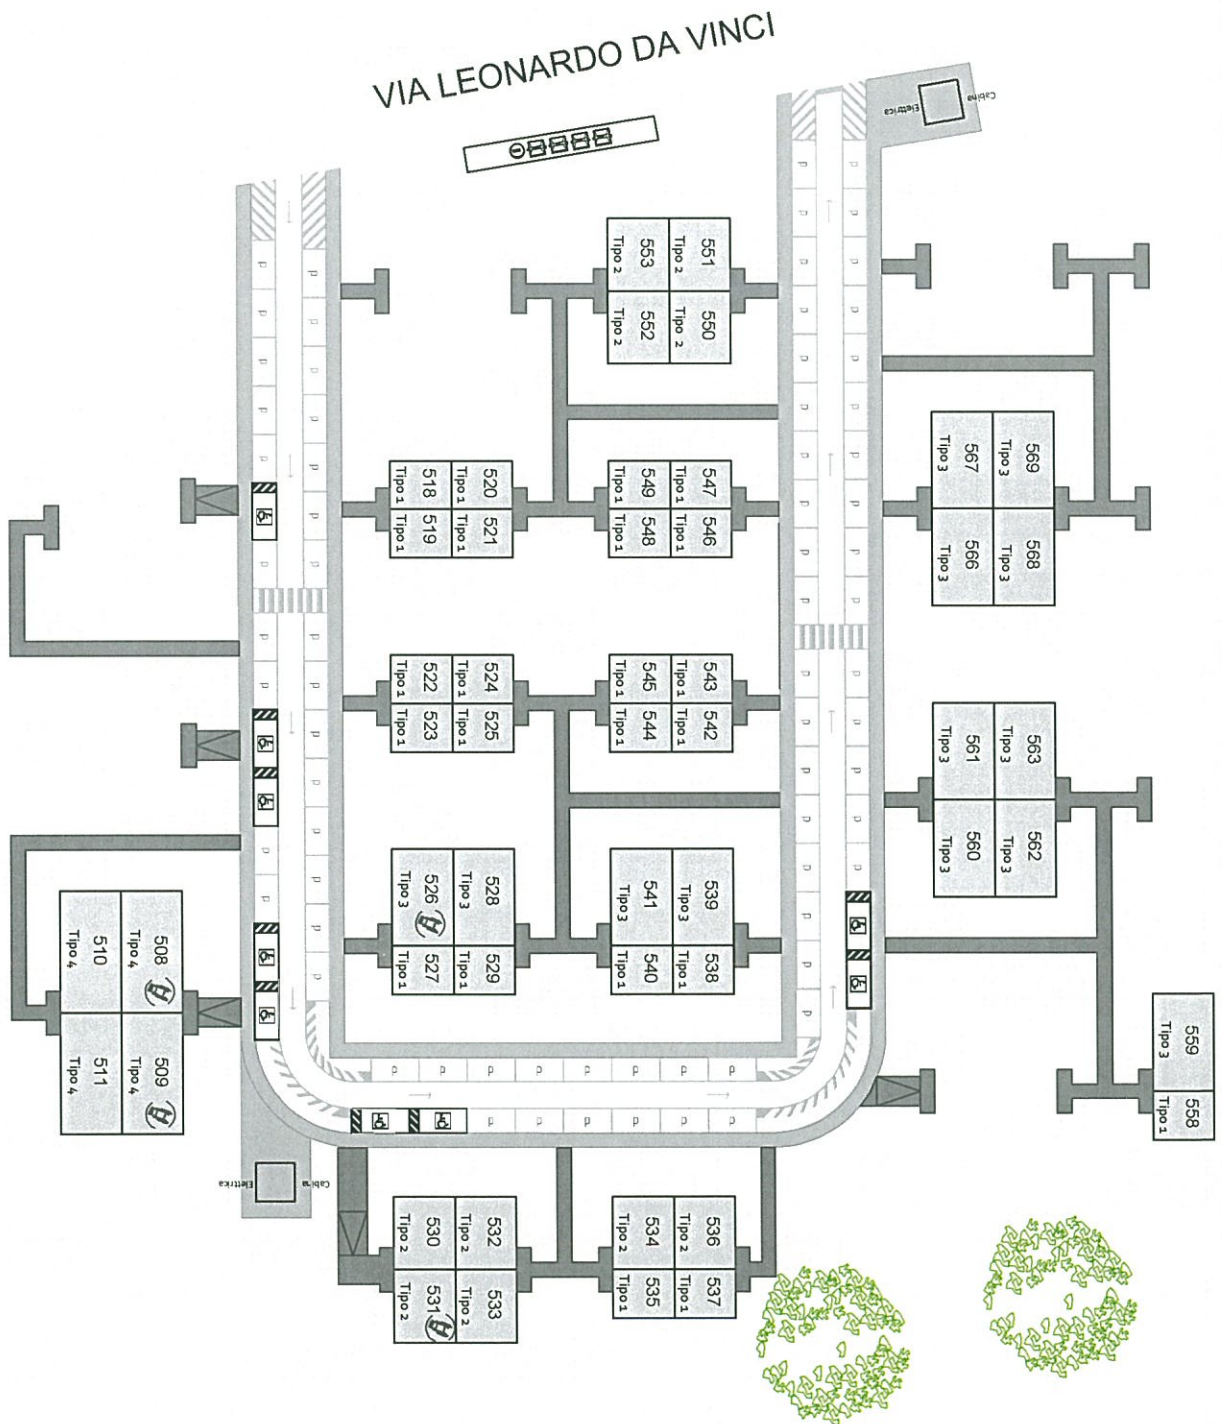 VIA LEONARDO DA VINCI
Cabina
Elettrica
551
Tipo 2
550
Tipo 2
553
Tipo 2
552
Tipo 2
520
Tipo 1
521
Tipo 1
518
Tipo 1
519
Tipo 1
547
Tipo 1
546
Tipo 1
549
Tipo 1
548
Tipo 1
569
Tipo 3
568
Tipo 3
567
Tipo 3
566
Tipo 3
524
Tipo 1
525
Tipo 1
522
Tipo 1
523
Tipo 1
543
Tipo 1
542
Tipo 1
545
Tipo 1
544
Tipo 1
563
Tipo 3
562
Tipo 3
561
Tipo 3
560
Tipo 3
528
Tipo 3
529
Tipo 1
526
Tipo 3
527
Tipo 1
539
Tipo 3
538
Tipo 1
541
Tipo 3
540
Tipo 1
508
Tipo 4
509
Tipo 4
510
Tipo 4
511
Tipo 4
559
Tipo 3
558
Tipo 1
Cabina
Elettrica
532
Tipo 2
533
Tipo 2
530
Tipo 2
531
Tipo 2
536
Tipo 2
537
Tipo 1
534
Tipo 2
535
Tipo 1